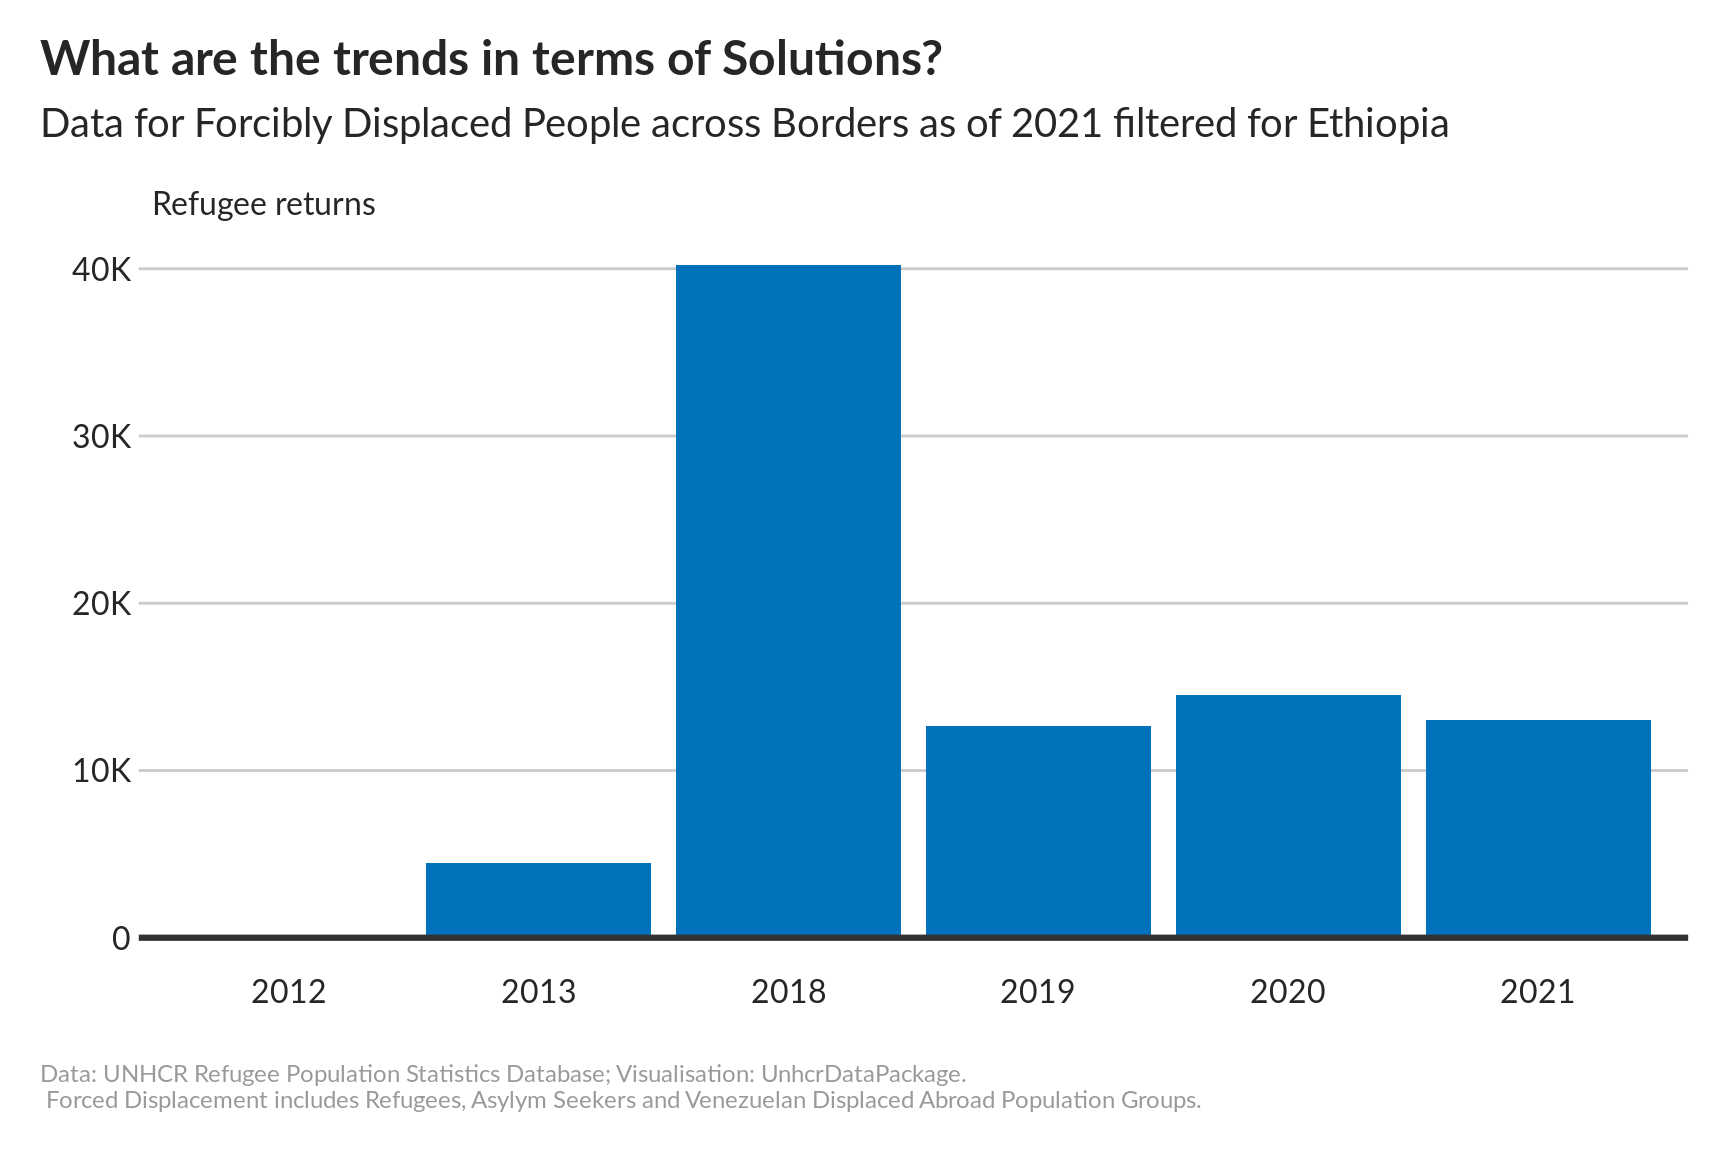 What are the trends in terms of Solutions?
Data for Forcibly Displaced People across Borders as of 2021 filtered for Ethiopia
Refugee returns
40K
30K
20K
10K
0
2012 2013 2018 2019 2020 2021
Data: UNHCR Refugee Population Statistics Database; Visualisation: UnhcrDataPackage.
Forced Displacement includes Refugees, Asylym Seekers and Venezuelan Displaced Abroad Population Groups.